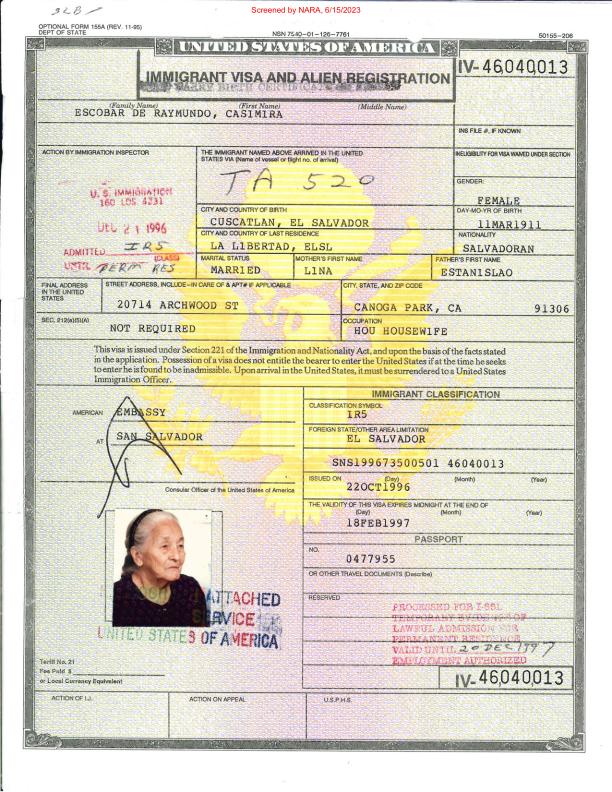 Screened by NARA, 6/15/2023
OPTIONAL FORM 155A (REV. 11-95)
DEPT OF STATE
NSN 7540-01-126-7761
50155-206
UNITED STATES OF AMERICA
IMMIGRANT VISA AND ALIEN REGISTRATION
IV- 46,040,013
(Family Name) (First Name) (Middle Name)
ESCOBAR DE RAYMUNDO, CASIMIRA
INS FILE #, IF KNOWN
ACTION BY IMMIGRATION INSPECTOR
THE IMMIGRANT NAMED ABOVE ARRIVED IN THE UNITED
STATES VIA (Name of vessel or flight no. of arrival)
TA 520
INELIGIBILITY FOR VISA WAIVED UNDER SECTION
GENDER:
FEMALE
U.S. IMMIGRATION
160 LOS 4231
DEC 21 1996
ADMITTED IR5
(CLASS)
UNTIL PERM RES
CITY AND COUNTRY OF BIRTH
CUSCATLAN, EL SALVADOR
DAY-MO-YR OF BIRTH
11MAR1911
CITY AND COUNTRY OF LAST RESIDENCE
LA L1BERTAD, ELSL
NATIONALITY
SALVADORAN
MARITAL STATUS
MARR1ED
MOTHER'S FIRST NAME
L1NA
FATHER'S FIRST NAME
ESTANISLAO
FINAL ADDRESS
IN THE UNITED
STATES
STREET ADDRESS, INCLUDE—IN CARE OF & APT# IF APPLICABLE
20714 ARCHWOOD ST
CITY, STATE, AND ZIP CODE
CANOGA PARK, CA 91306
SEC. 212(a)(5)(A)
NOT REQUIRED
OCCUPATION
HOU HOUSEW1FE
This visa is issued under Section 221 of the Immigration and Nationality Act, and upon the basis of the facts stated
in the application. Possession of a visa does not entitle the bearer to enter the United States if at the time he seeks
to enter he is found to be inadmissible. Upon arrival in the United States, it must be surrendered to a United States
Immigration Officer.
AMERICAN EMBASSY
AT SAN SALVADOR
Consular Officer of the United States of America
IMMIGRANT CLASSIFICATION
CLASSIFICATION SYMBOL
1R5
FOREIGN STATE/OTHER AREA LIMITATION
EL SALVADOR
SNS199673500501 46040013
ISSUED ON (Day) (Month) (Year)
22OCT1996
THE VALIDITY OF THIS VISA EXPIRES MIDNIGHT AT THE END OF
(Day) (Month) (Year)
18FEB1997
PASSPORT
NO.
0477955
OR OTHER TRAVEL DOCUMENTS (Describe)
ATTACHED
SERVICE
UNITED STATES OF AMERICA
RESERVED
PROCESSED FOR I-551.
TEMPORARY EVIDENCE OF
LAWFUL ADMISSION FOR
PERMANENT RESIDENCE
VALID UNTIL 20 DEC 1997
EMPLOYMENT AUTHORIZED
Tariff No. 21
Fee Paid $
or Local Currency Equivalent
IV- 46,040,013
ACTION OF I.J.
ACTION ON APPEAL
U.S.P.H.S.